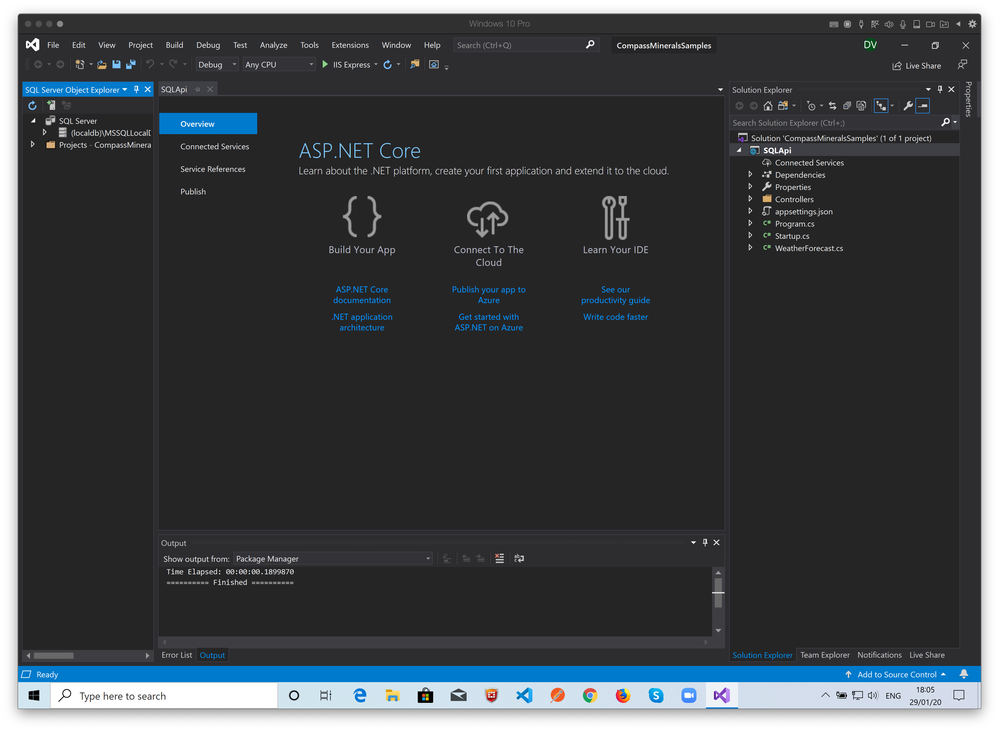 Windows 10 Pro
File Edit View Project Build Debug Test Analyze Tools Extensions Window Help Search (Ctrl+Q) CompassMineralsSamples DV
Debug Any CPU IIS Express Live Share
SQL Server Object Explorer
SQL Server
(localdb)\MSSQLLocalD
Projects - CompassMinera
SQLApi
Overview
Connected Services
Service References
Publish
ASP.NET Core
Learn about the .NET platform, create your first application and extend it to the cloud.
Build Your App
ASP.NET Core
documentation
.NET application
architecture
Connect To The
Cloud
Publish your app to
Azure
Get started with
ASP.NET on Azure
Learn Your IDE
See our
productivity guide
Write code faster
Output
Show output from: Package Manager
Time Elapsed: 00:00:00.1899870
========== Finished ==========
Error List Output
Solution Explorer
Search Solution Explorer (Ctrl+;)
Solution 'CompassMineralsSamples' (1 of 1 project)
SQLApi
Connected Services
Dependencies
Properties
Controllers
appsettings.json
C# Program.cs
C# Startup.cs
C# WeatherForecast.cs
Solution Explorer Team Explorer Notifications Live Share
Properties
Ready Add to Source Control
Type here to search ENG
18:05
29/01/20